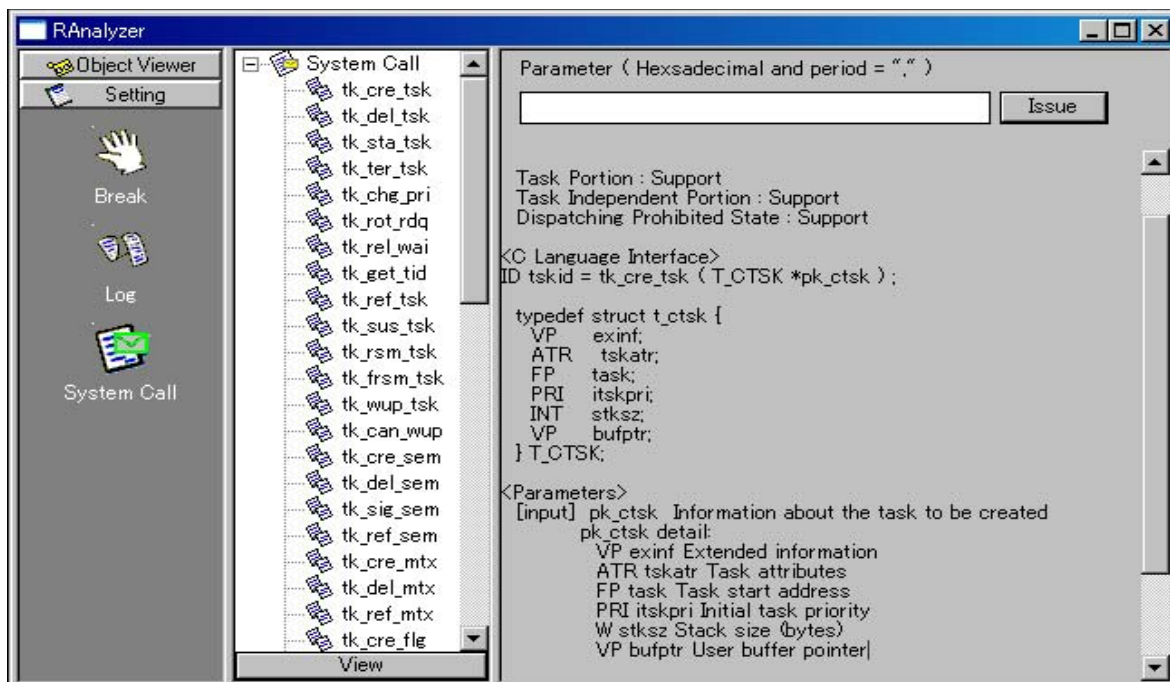 RAnalyzer
Object Viewer
Setting
Break
Log
System Call
System Call
tk_cre_tsk
tk_del_tsk
tk_sta_tsk
tk_ter_tsk
tk_chg_pri
tk_rot_rdq
tk_rel_wai
tk_get_tid
tk_ref_tsk
tk_sus_tsk
tk_rsm_tsk
tk_frsm_tsk
tk_wup_tsk
tk_can_wup
tk_cre_sem
tk_del_sem
tk_sig_sem
tk_ref_sem
tk_cre_mtx
tk_del_mtx
tk_ref_mtx
tk_cre_flg
View
Parameter ( Hexsadecimal and period = "," )
Issue
Task Portion : Support
Task Independent Portion : Support
Dispatching Prohibited State : Support
<C Language Interface>
ID tskid = tk_cre_tsk ( T_CTSK *pk_ctsk ) ;
typedef struct t_ctsk {
VP exinf;
ATR tskatr;
FP task;
PRI itskpri;
INT stksz;
VP bufptr;
} T_CTSK;
<Parameters>
[input] pk_ctsk Information about the task to be created
pk_ctsk detail:
VP exinf Extended information
ATR tskatr Task attributes
FP task Task start address
PRI itskpri Initial task priority
W stksz Stack size (bytes)
VP bufptr User buffer pointer